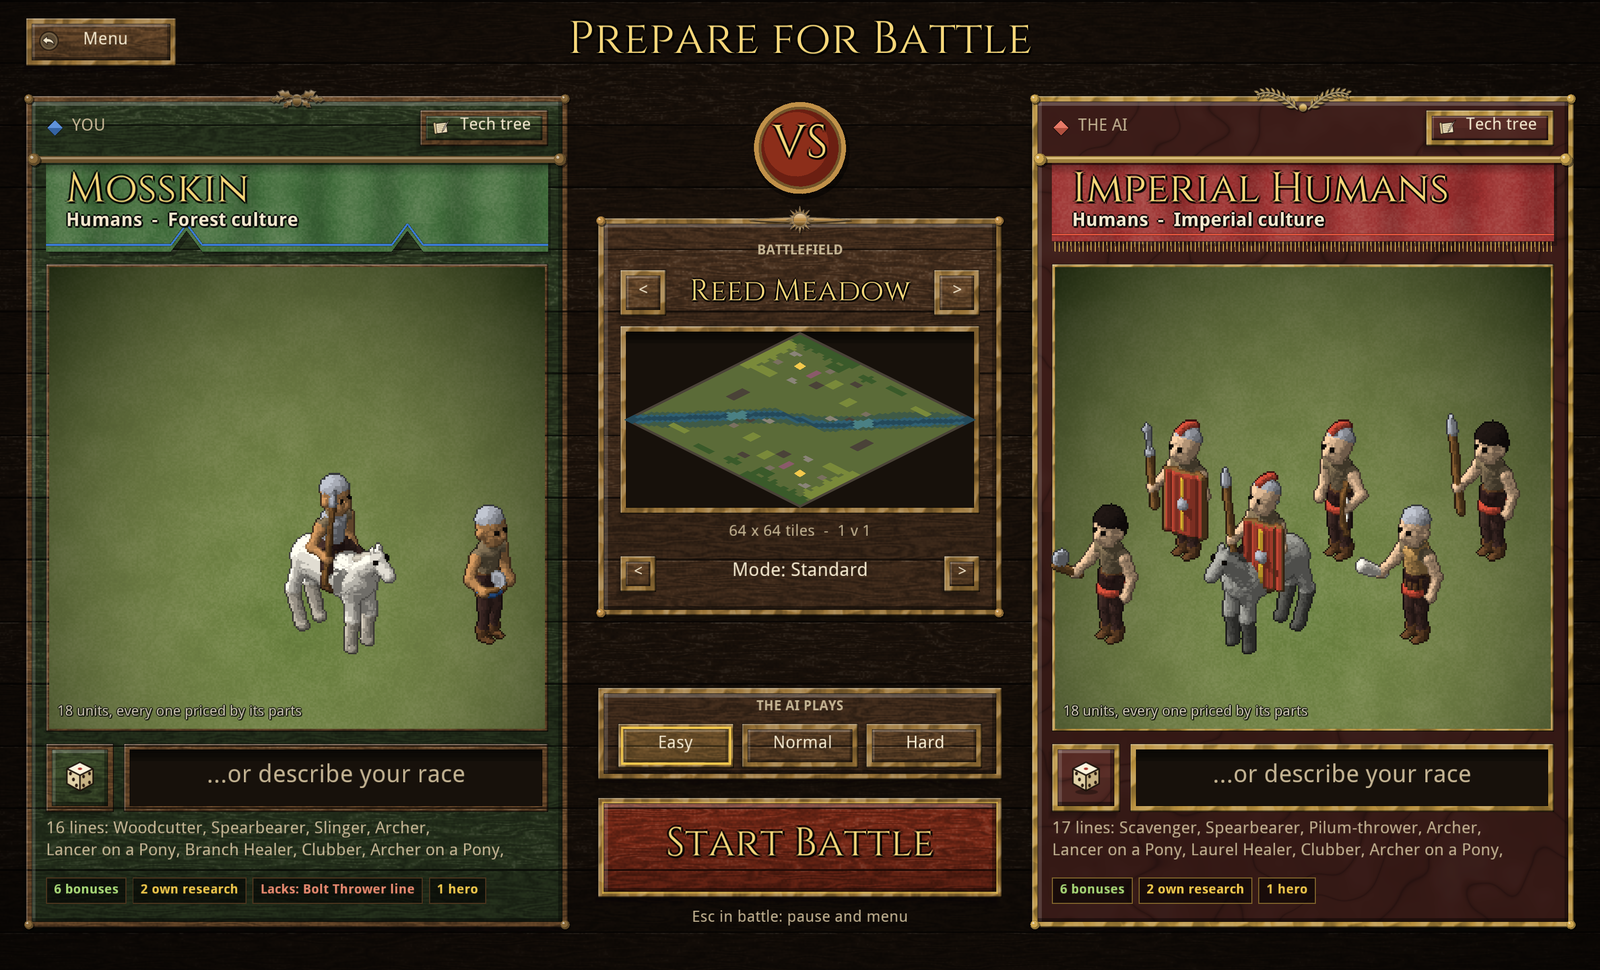 Menu
PREPARE FOR BATTLE
YOU
Tech tree
MOSSKIN
Humans - Forest culture
18 units, every one priced by its parts
...or describe your race
16 lines: Woodcutter, Spearbearer, Slinger, Archer,
Lancer on a Pony, Branch Healer, Clubber, Archer on a Pony,
6 bonuses
2 own research
Lacks: Bolt Thrower line
1 hero
VS
BATTLEFIELD
<
REED MEADOW
>
64 x 64 tiles - 1 v 1
<
Mode: Standard
>
THE AI PLAYS
Easy
Normal
Hard
START BATTLE
Esc in battle: pause and menu
THE AI
Tech tree
IMPERIAL HUMANS
Humans - Imperial culture
18 units, every one priced by its parts
...or describe your race
17 lines: Scavenger, Spearbearer, Pilum-thrower, Archer,
Lancer on a Pony, Laurel Healer, Clubber, Archer on a Pony,
6 bonuses
2 own research
1 hero